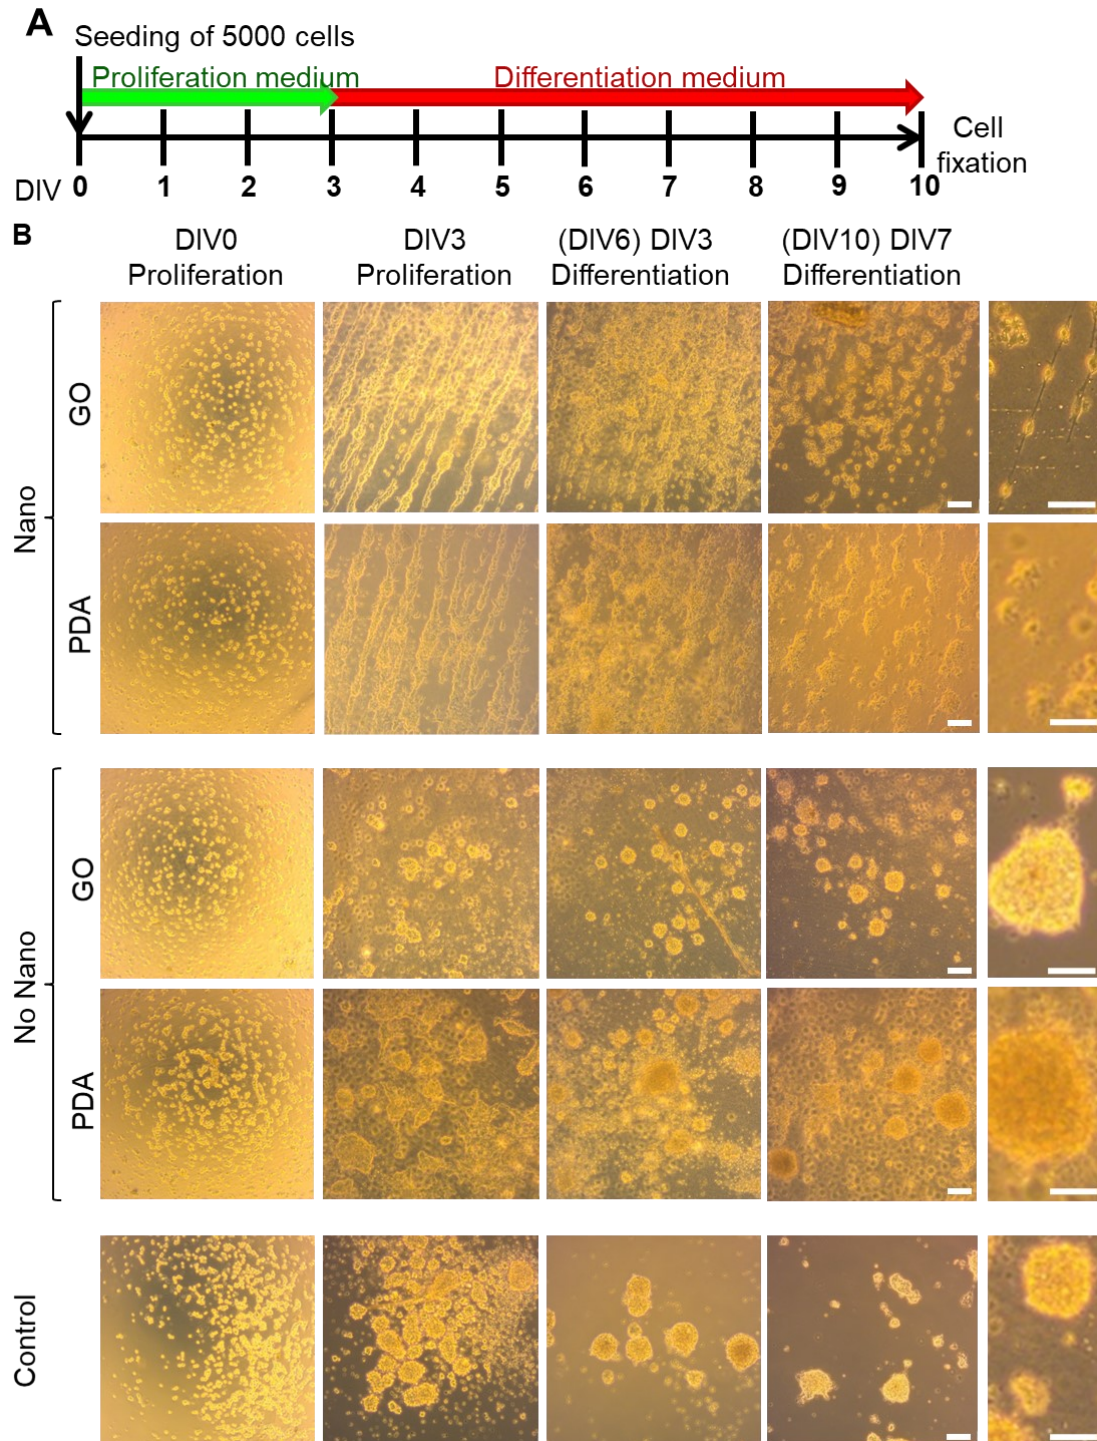 A
Seeding of 5000 cells
Proliferation medium
Differentiation medium
Cell
fixation
DIV 0 1 2 3 4 5 6 7 8 9 10
B
DIV0
Proliferation
DIV3
Proliferation
(DIV6) DIV3
Differentiation
(DIV10) DIV7
Differentiation
Nano
GO
PDA
No Nano
GO
PDA
Control